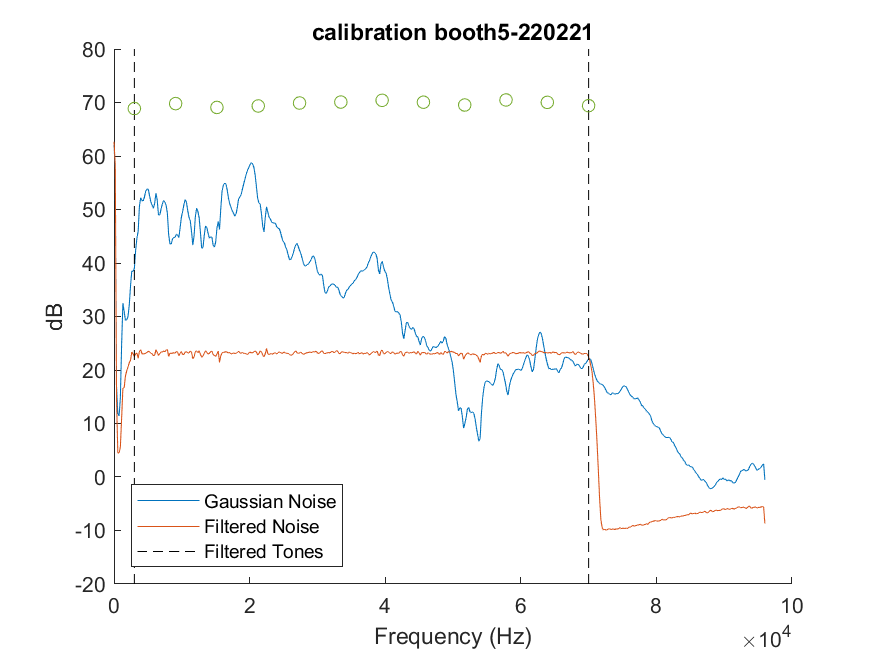 calibration booth5-220221
80
70
60
50
40
30
20
10
0
-10
-20
dB
Gaussian Noise
Filtered Noise
Filtered Tones
0 2 4 6 8 10
Frequency (Hz)
×10⁴